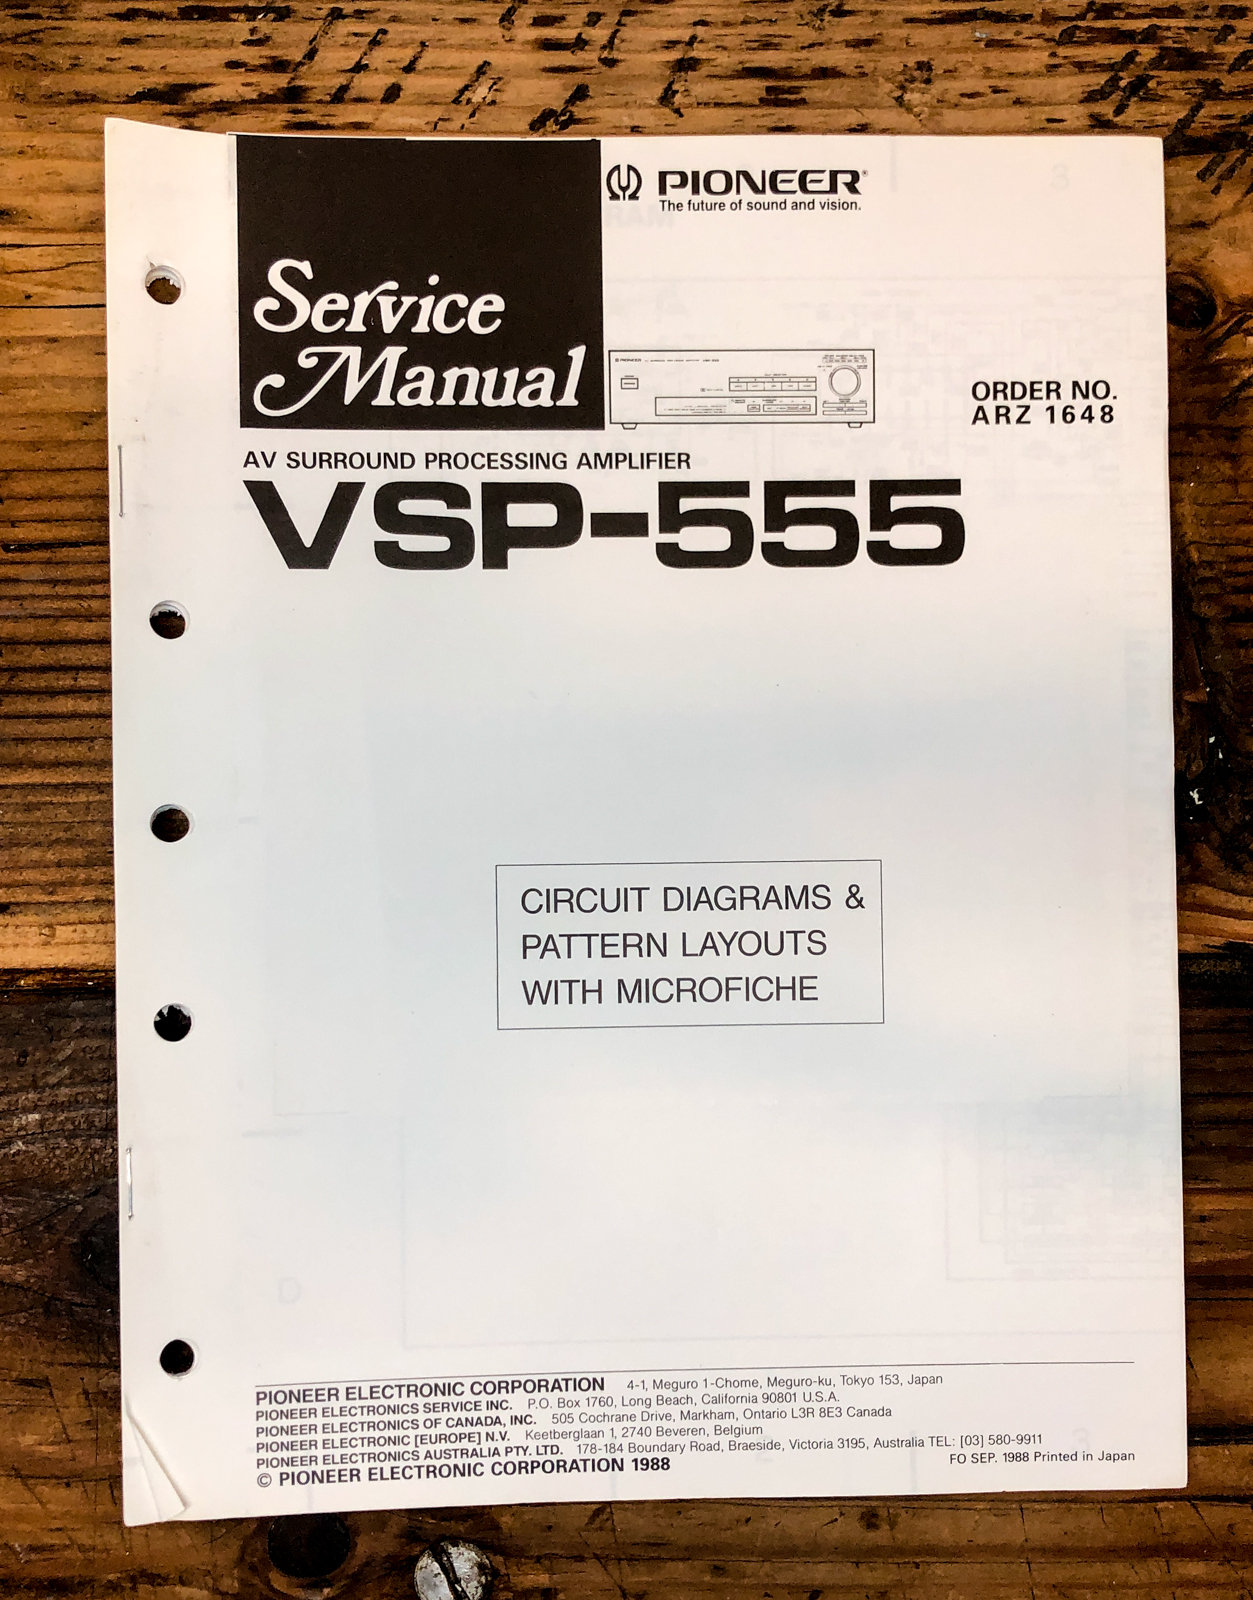 PIONEER®
The future of sound and vision.
Service
Manual
ORDER NO.
ARZ 1648
AV SURROUND PROCESSING AMPLIFIER
VSP-555
CIRCUIT DIAGRAMS &
PATTERN LAYOUTS
WITH MICROFICHE
PIONEER ELECTRONIC CORPORATION 4-1, Meguro 1-Chome, Meguro-ku, Tokyo 153, Japan
PIONEER ELECTRONICS SERVICE INC. P.O. Box 1760, Long Beach, California 90801 U.S.A.
PIONEER ELECTRONICS OF CANADA, INC. 505 Cochrane Drive, Markham, Ontario L3R 8E3 Canada
PIONEER ELECTRONIC [EUROPE] N.V. Keetberglaan 1, 2740 Beveren, Belgium
PIONEER ELECTRONICS AUSTRALIA PTY. LTD. 178-184 Boundary Road, Braeside, Victoria 3195, Australia TEL: [03] 580-9911
© PIONEER ELECTRONIC CORPORATION 1988
FO SEP. 1988 Printed in Japan